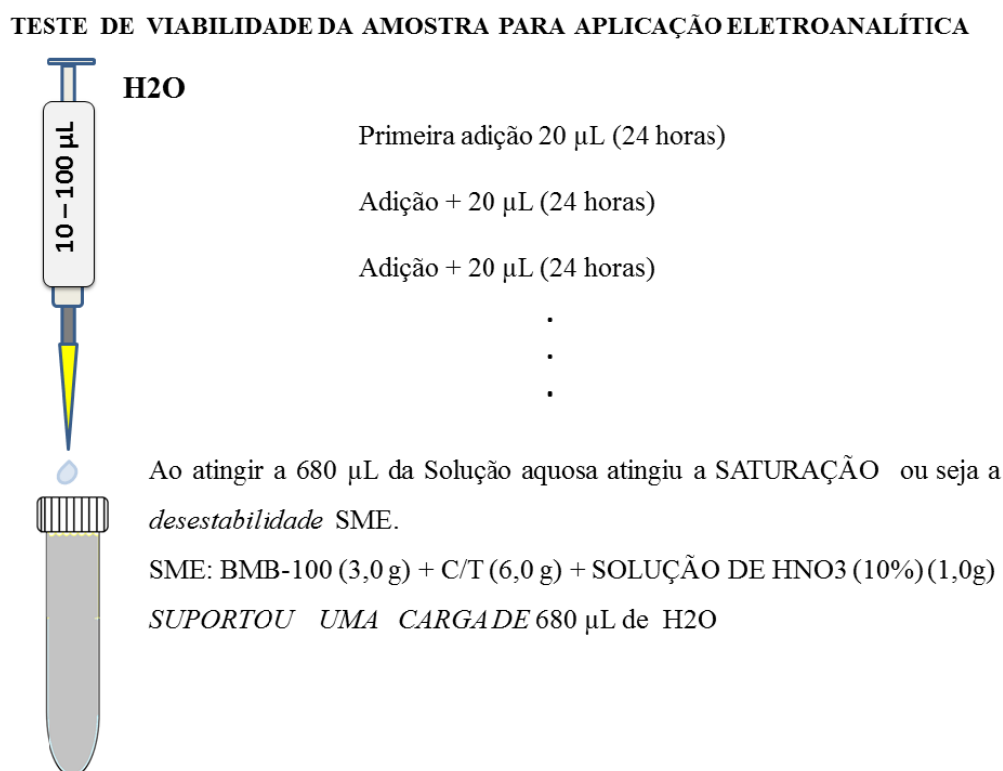 TESTE DE VIABILIDADE DA AMOSTRA PARA APLICAÇÃO ELETROANALÍTICA
H2O
10 – 100 µL
Primeira adição 20 µL (24 horas)
Adição + 20 µL (24 horas)
Adição + 20 µL (24 horas)
.
.
.
Ao atingir a 680 µL da Solução aquosa atingiu a SATURAÇÃO ou seja a
desestabilidade SME.
SME: BMB-100 (3,0 g) + C/T (6,0 g) + SOLUÇÃO DE HNO3 (10%) (1,0g)
SUPORTOU UMA CARGA DE 680 µL de H2O